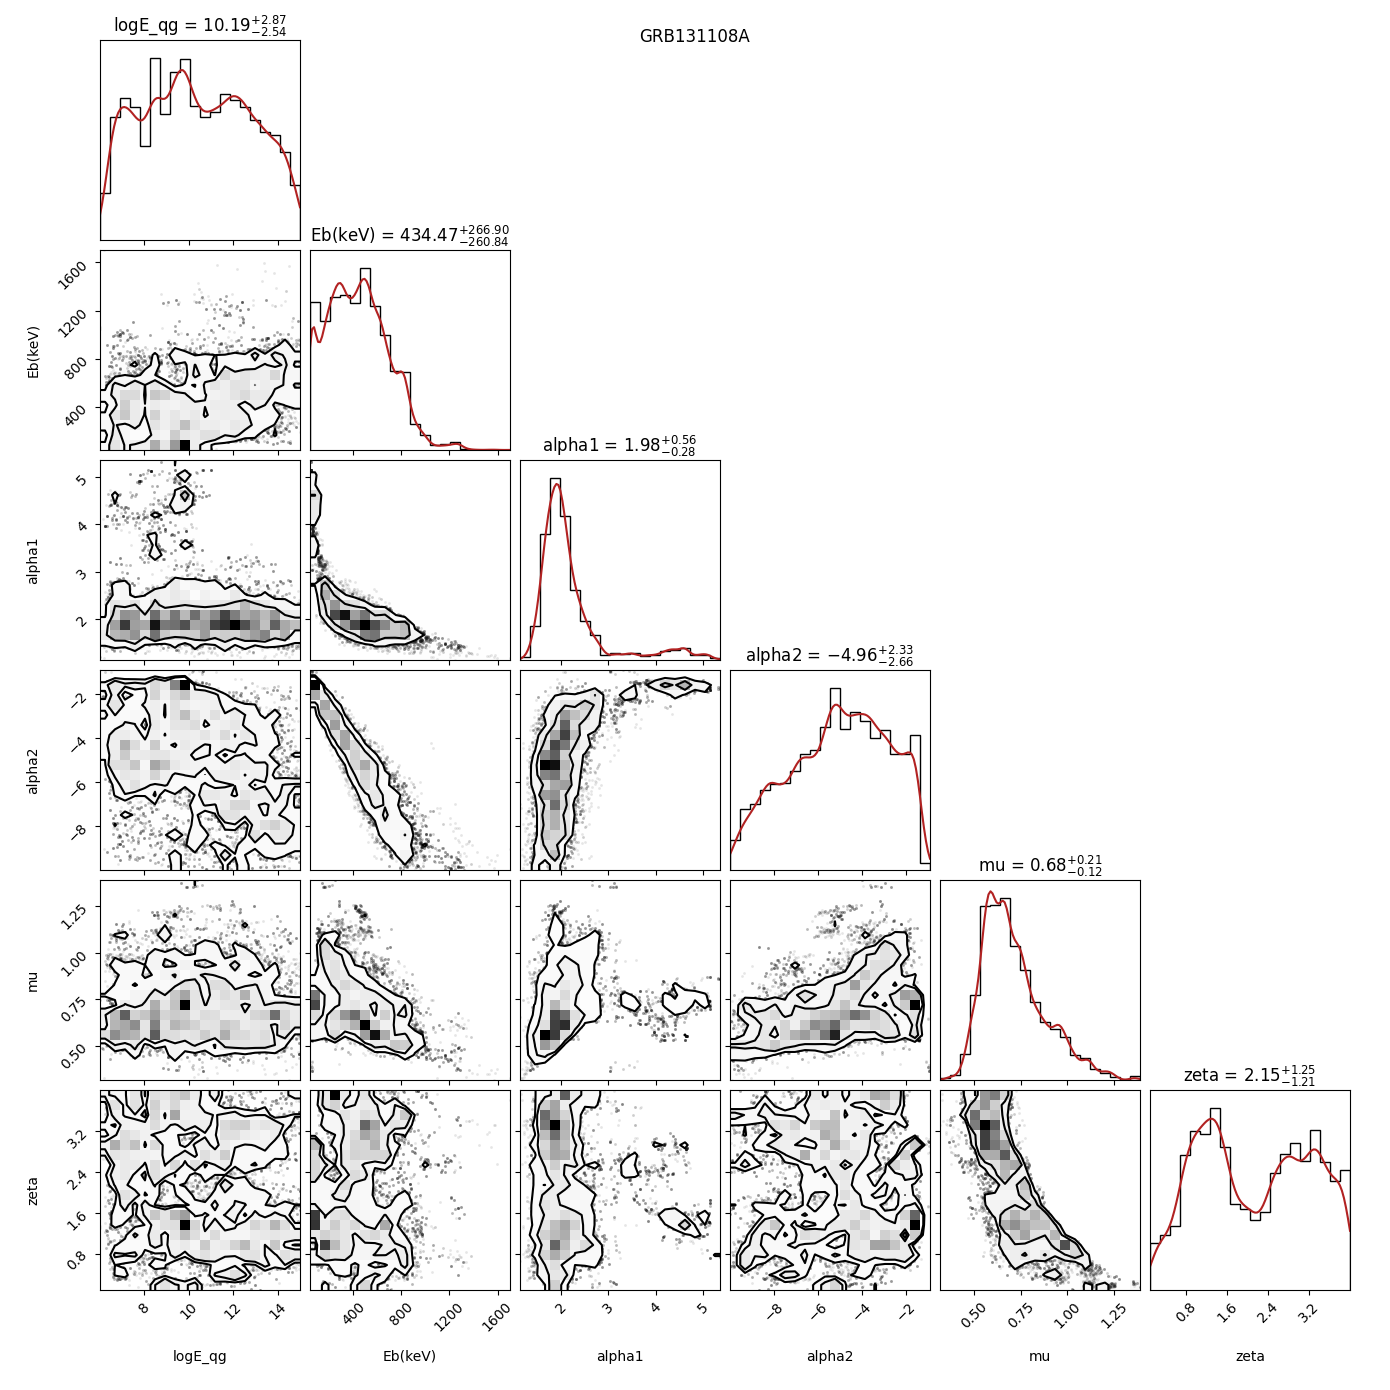 GRB131108A
logE_qg = 10.19+2.87−2.54
Eb(keV) = 434.47+266.90−260.84
alpha1 = 1.98+0.56−0.28
alpha2 = −4.96+2.33−2.66
mu = 0.68+0.21−0.12
zeta = 2.15+1.25−1.21
Eb(keV)
1600
1200
800
400
alpha1
5
4
3
2
alpha2
−2
−4
−6
−8
mu
1.25
1.00
0.75
0.50
zeta
3.2
2.4
1.6
0.8
8 10 12 14
400 800 1200 1600
2 3 4 5
−8 −6 −4 −2
0.50 0.75 1.00 1.25
0.8 1.6 2.4 3.2
logE_qg Eb(keV) alpha1 alpha2 mu zeta